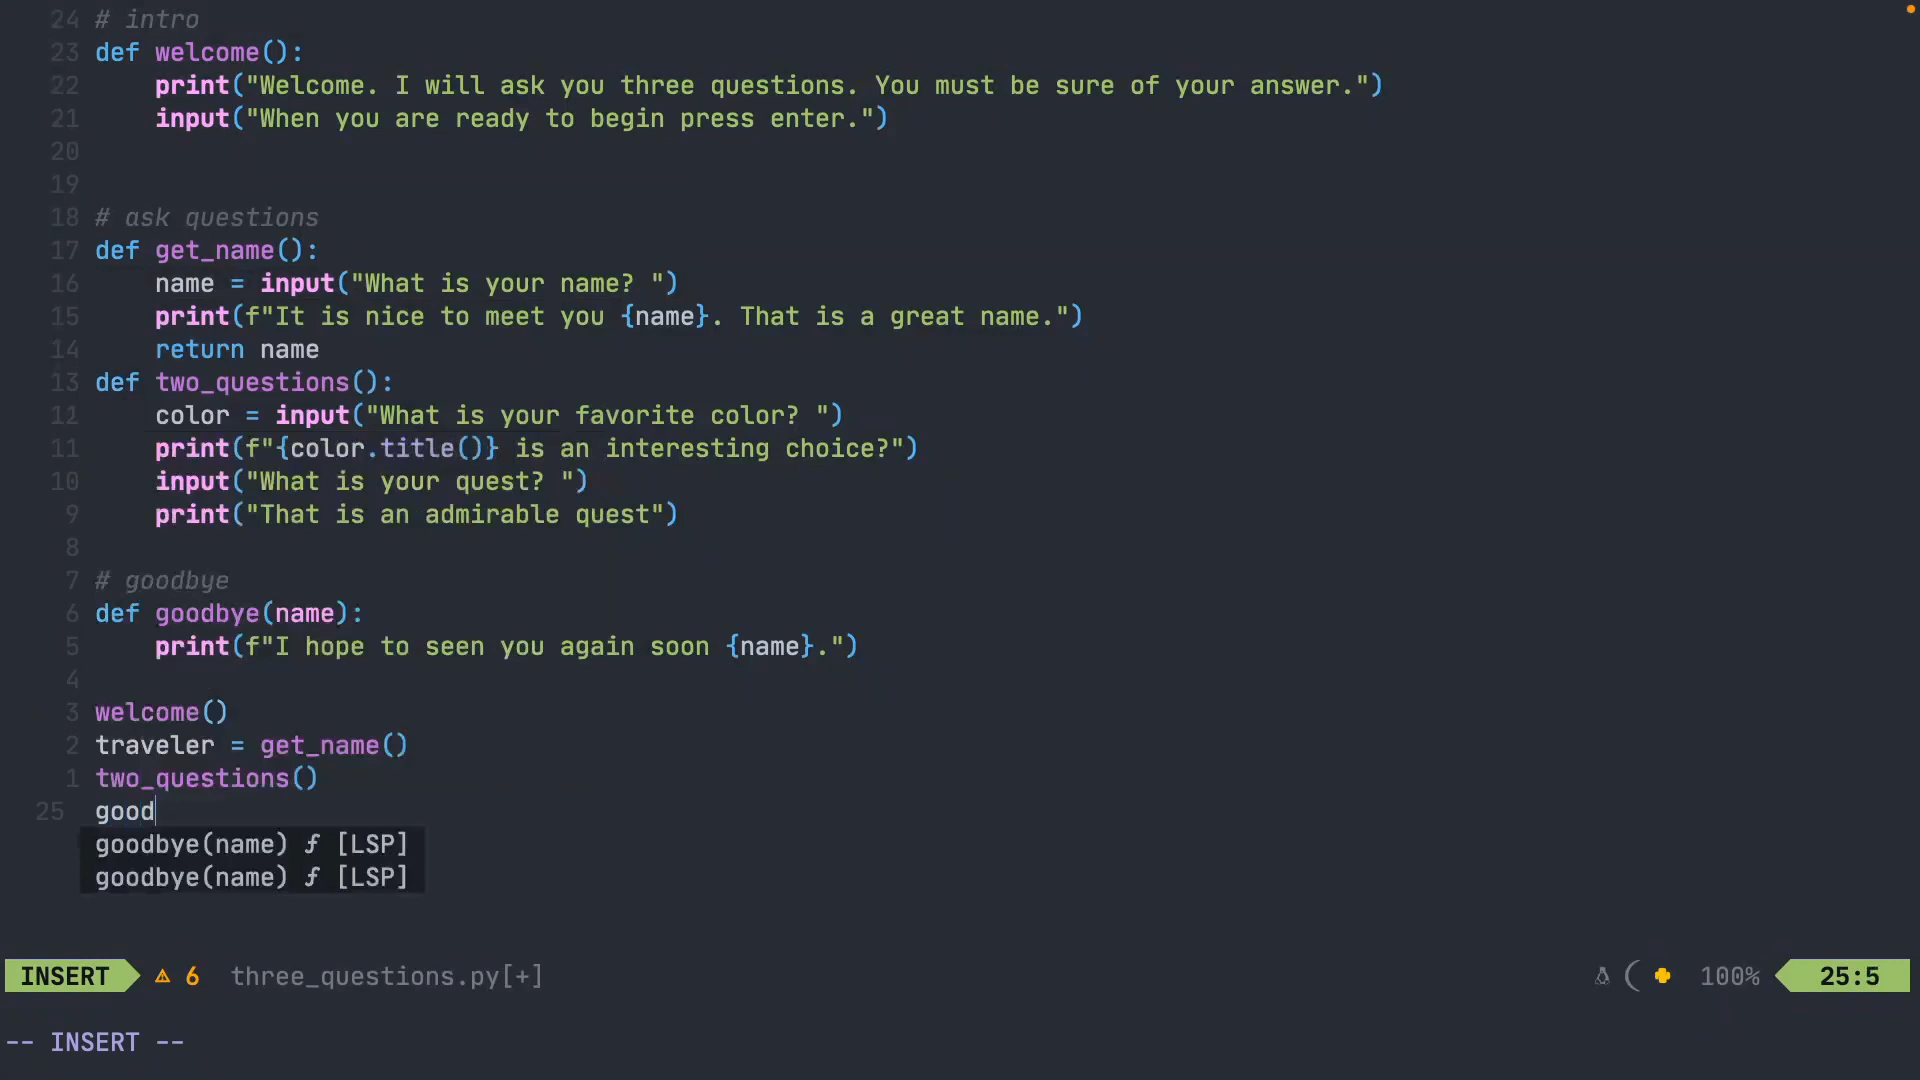 24 # intro
23 def welcome():
22     print("Welcome. I will ask you three questions. You must be sure of your answer.")
21     input("When you are ready to begin press enter.")
20
19
18 # ask questions
17 def get_name():
16     name = input("What is your name? ")
15     print(f"It is nice to meet you {name}. That is a great name.")
14     return name
13 def two_questions():
12     color = input("What is your favorite color? ")
11     print(f"{color.title()} is an interesting choice?")
10     input("What is your quest? ")
9     print("That is an admirable quest")
8
7 # goodbye
6 def goodbye(name):
5     print(f"I hope to seen you again soon {name}.")
4
3 welcome()
2 traveler = get_name()
1 two_questions()
25 good
goodbye(name) ƒ [LSP]
goodbye(name) ƒ [LSP]
INSERT ⚠ 6 three_questions.py[+] 100% 25:5
-- INSERT --